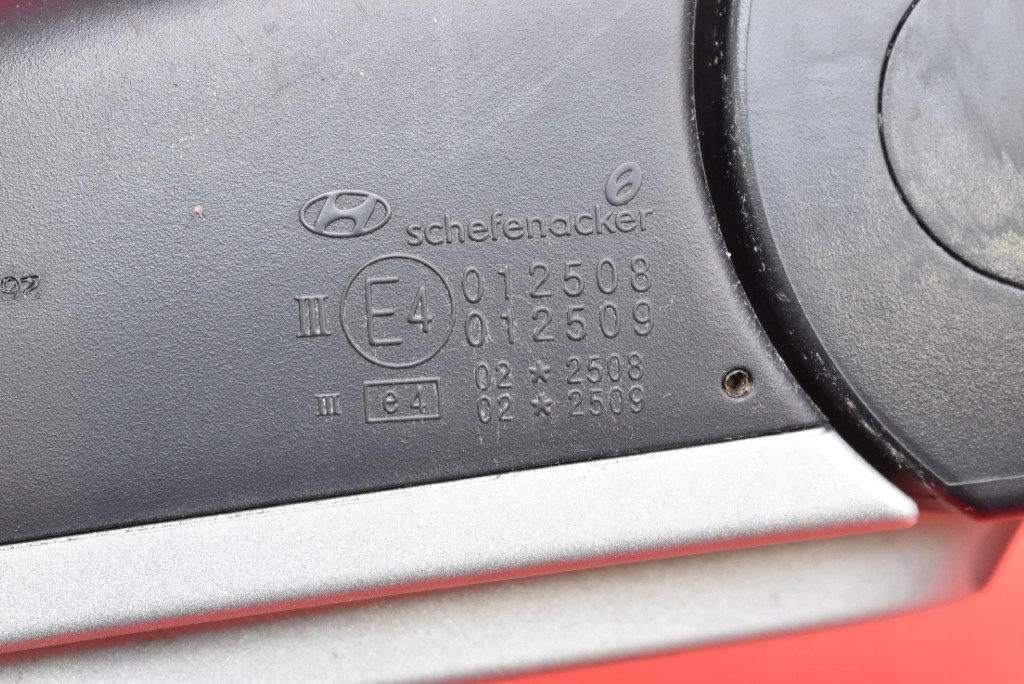 schefenacker
III E4 012508
012509
02 * 2508
III e4 02 * 2509